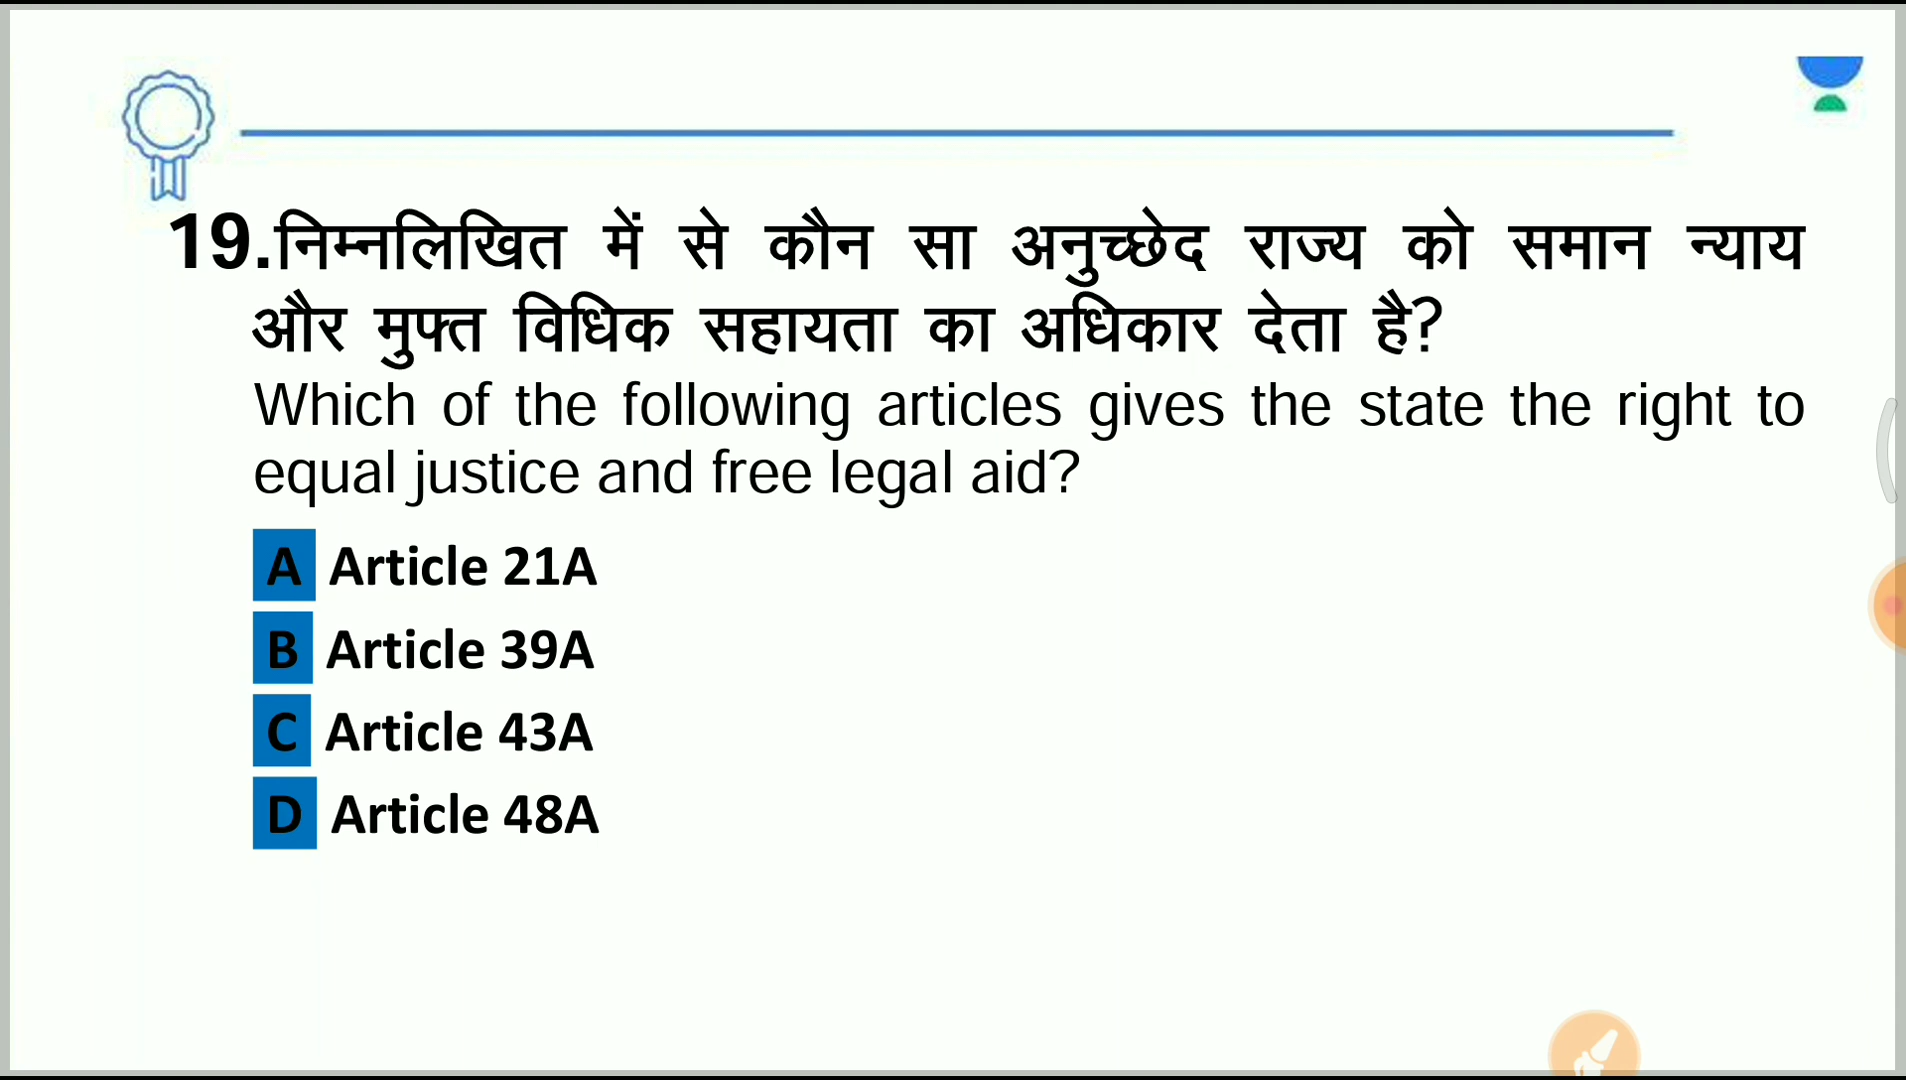 19.निम्नलिखित में से कौन सा अनुच्छेद राज्य को समान न्याय
और मुफ्त विधिक सहायता का अधिकार देता है?
Which of the following articles gives the state the right to
equal justice and free legal aid?
A Article 21A
B Article 39A
C Article 43A
D Article 48A